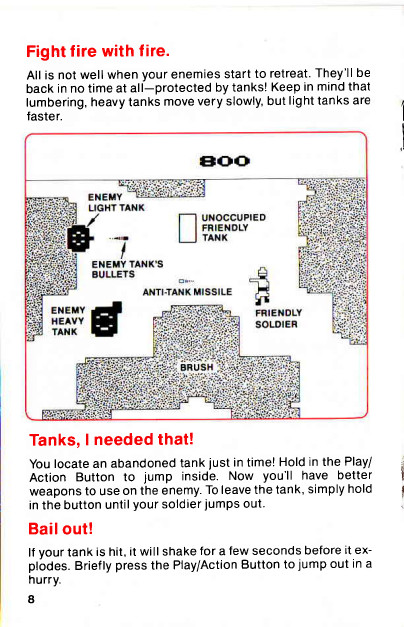 Fight fire with fire.
All is not well when your enemies start to retreat. They'll be
back in no time at all—protected by tanks! Keep in mind that
lumbering, heavy tanks move very slowly, but light tanks are
faster.
800
ENEMY
LIGHT TANK
UNOCCUPIED
FRIENDLY
TANK
ENEMY TANK'S
BULLETS
ANTI-TANK MISSILE
ENEMY
HEAVY
TANK
FRIENDLY
SOLDIER
BRUSH
Tanks, I needed that!
You locate an abandoned tank just in time! Hold in the Play/
Action Button to jump inside. Now you'll have better
weapons to use on the enemy. To leave the tank, simply hold
in the button until your soldier jumps out.
Bail out!
If your tank is hit, it will shake for a few seconds before it ex-
plodes. Briefly press the Play/Action Button to jump out in a
hurry.
8